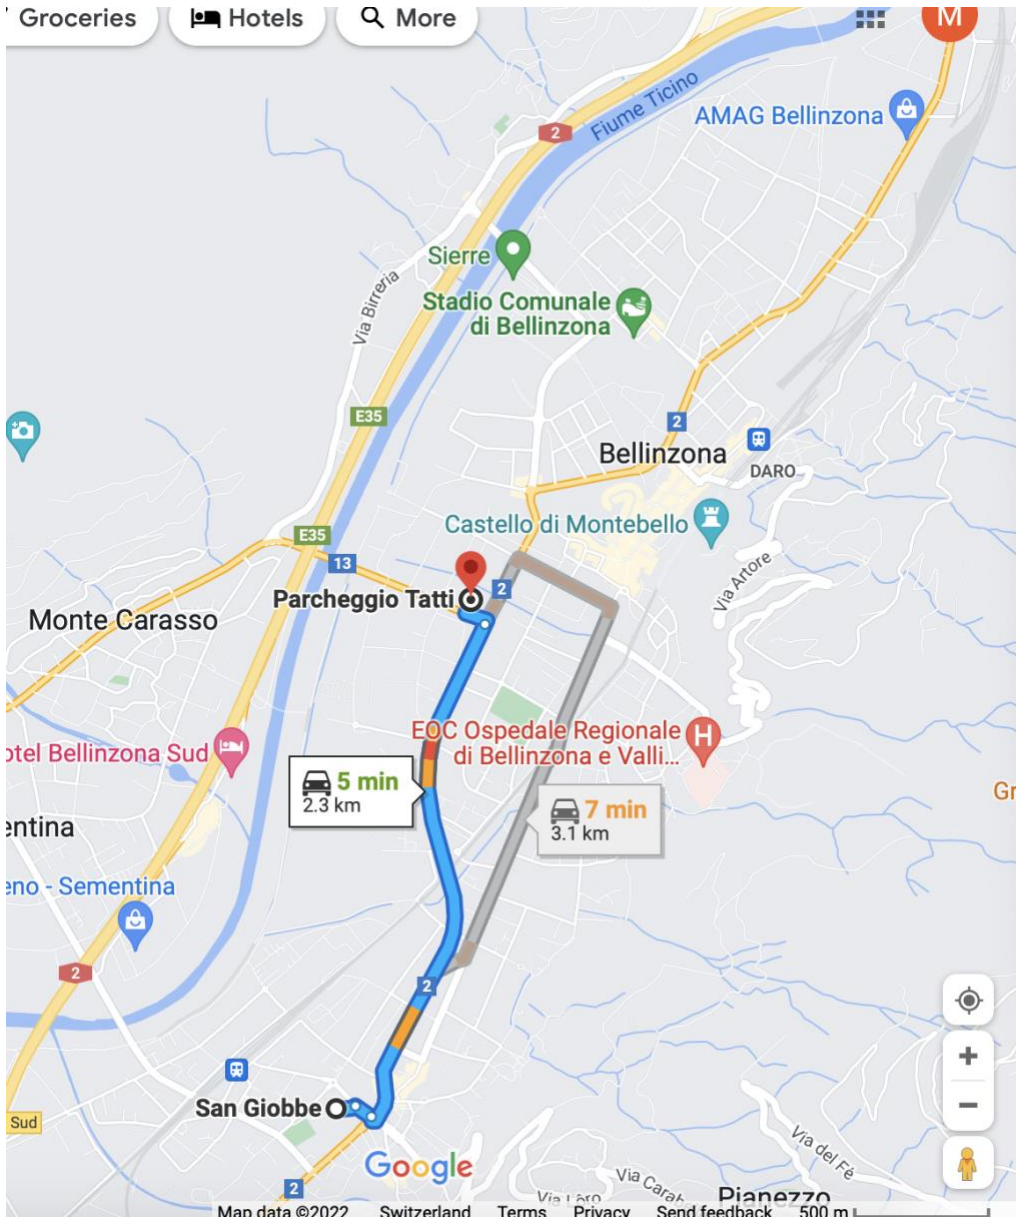 Groceries
Hotels
More
M
2
Fiume Ticino
AMAG Bellinzona
Sierre
Via Birreria
Stadio Comunale
di Bellinzona
E35
2
Bellinzona
DARO
Castello di Montebello
E35
13
Via Artore
2
Parcheggio Tatti
Monte Carasso
EOC Ospedale Regionale
di Bellinzona e Valli...
otel Bellinzona Sud
5 min
2.3 km
7 min
3.1 km
Gr
entina
eno - Sementina
2
2
San Giobbe
Sud
Google
Via del Fé
2
Via Lôro
Via Carab
Pianezzo
Map data ©2022 Switzerland Terms Privacy Send feedback 500 m
H
+
−